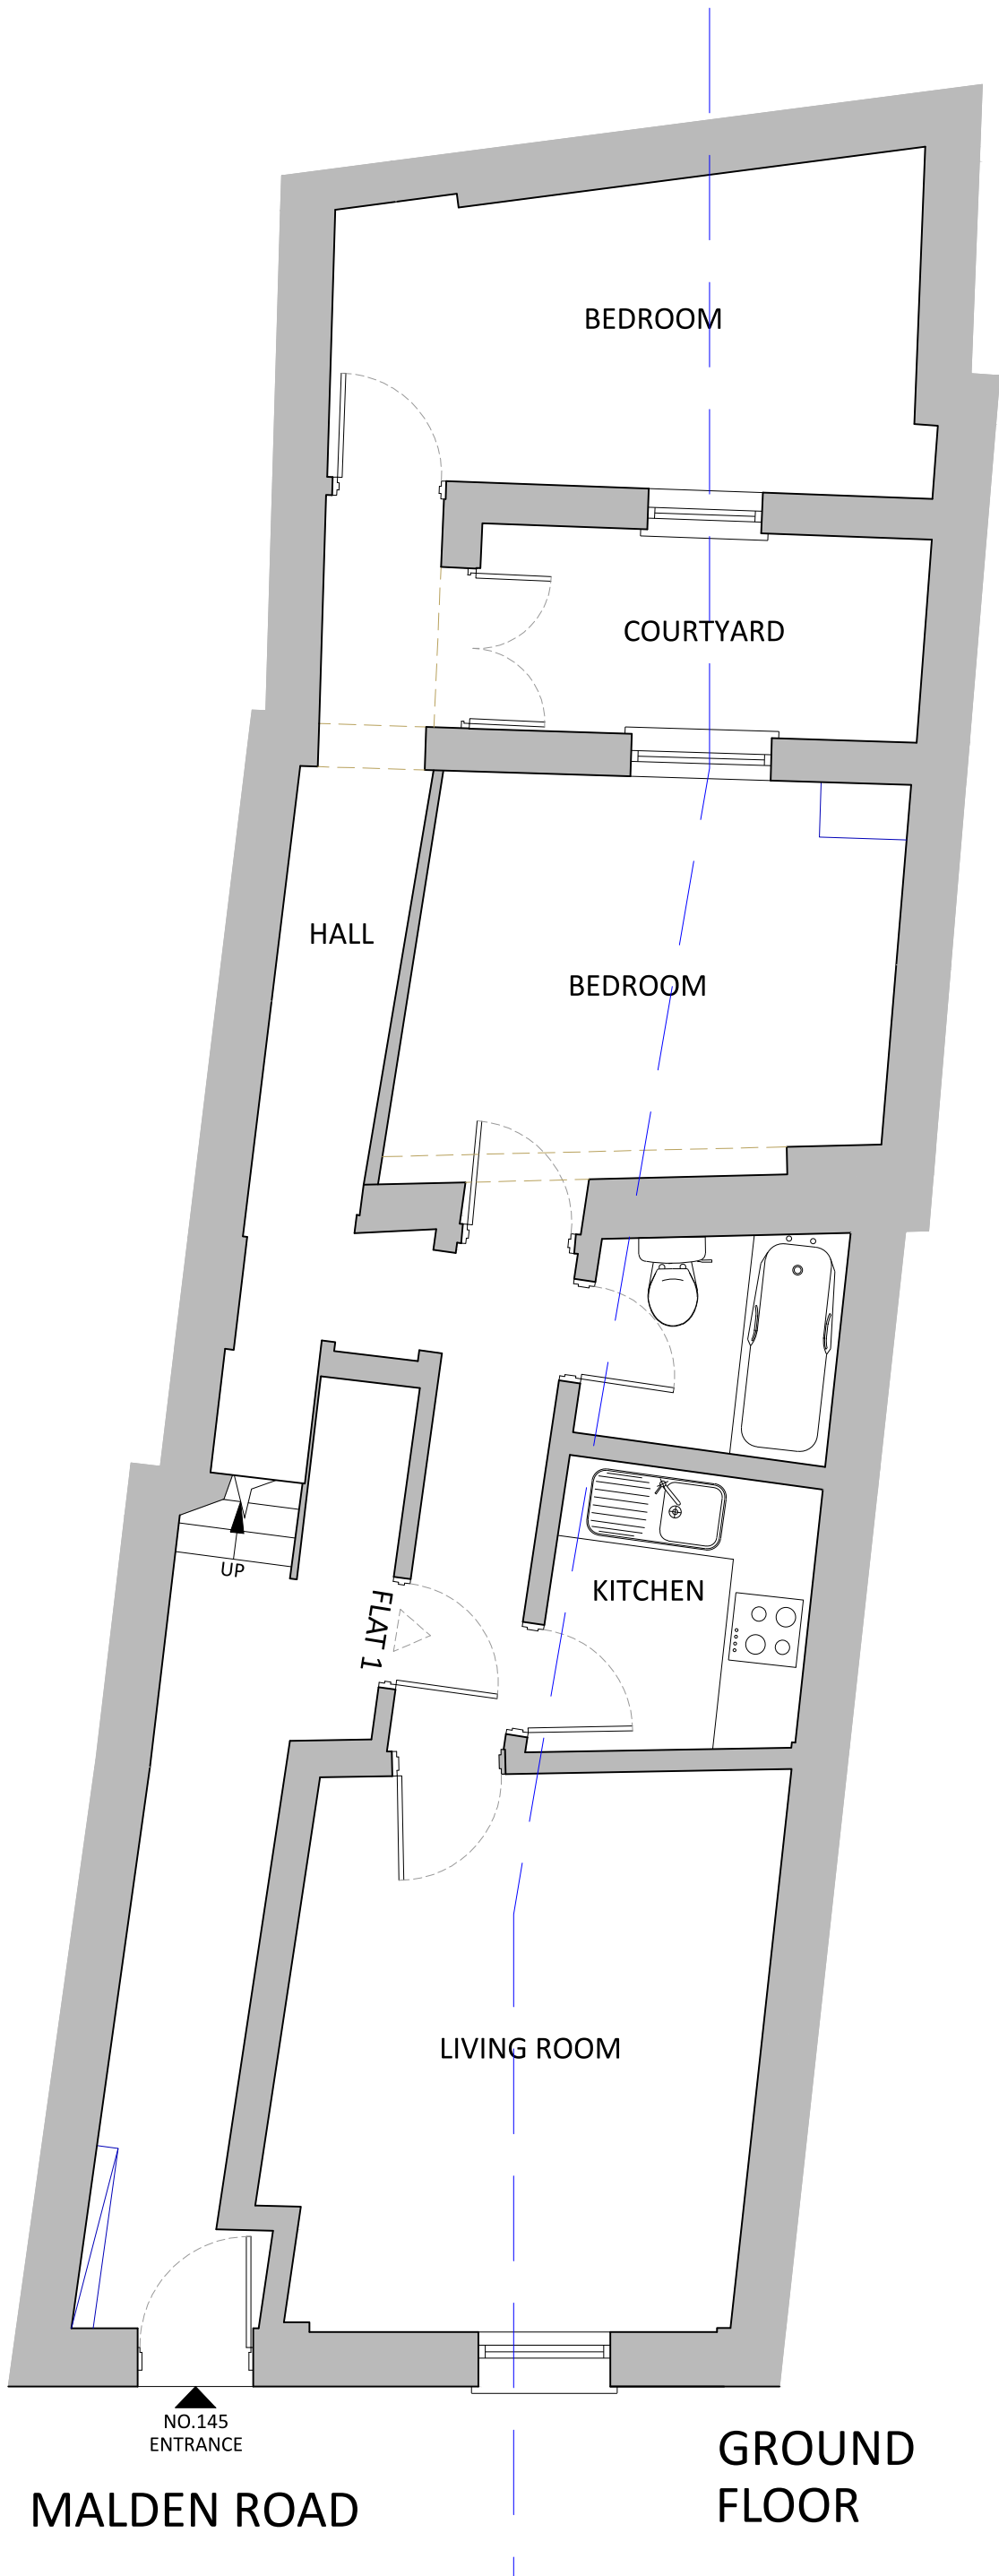 BEDROOM
COURTYARD
HALL
BEDROOM
UP
FLAT 1
KITCHEN
LIVING ROOM
NO.145
ENTRANCE
GROUND
FLOOR
MALDEN ROAD